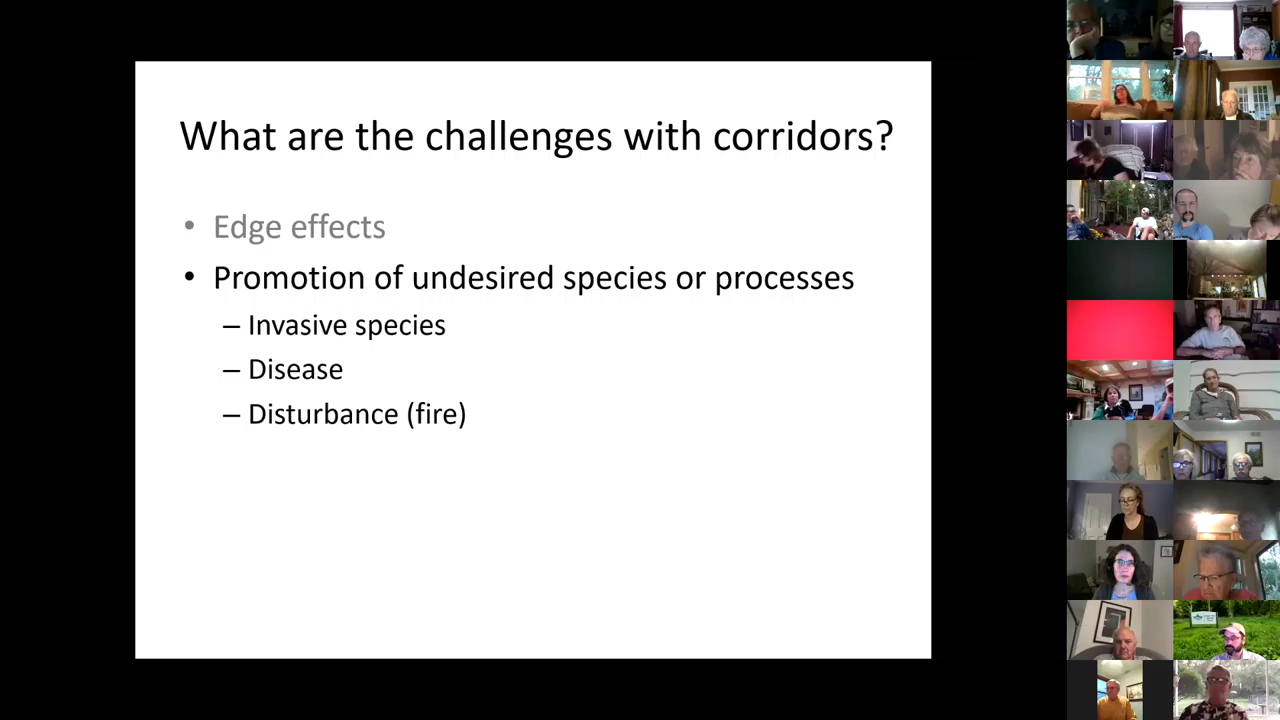 What are the challenges with corridors?
• Edge effects
• Promotion of undesired species or processes
– Invasive species
– Disease
– Disturbance (fire)